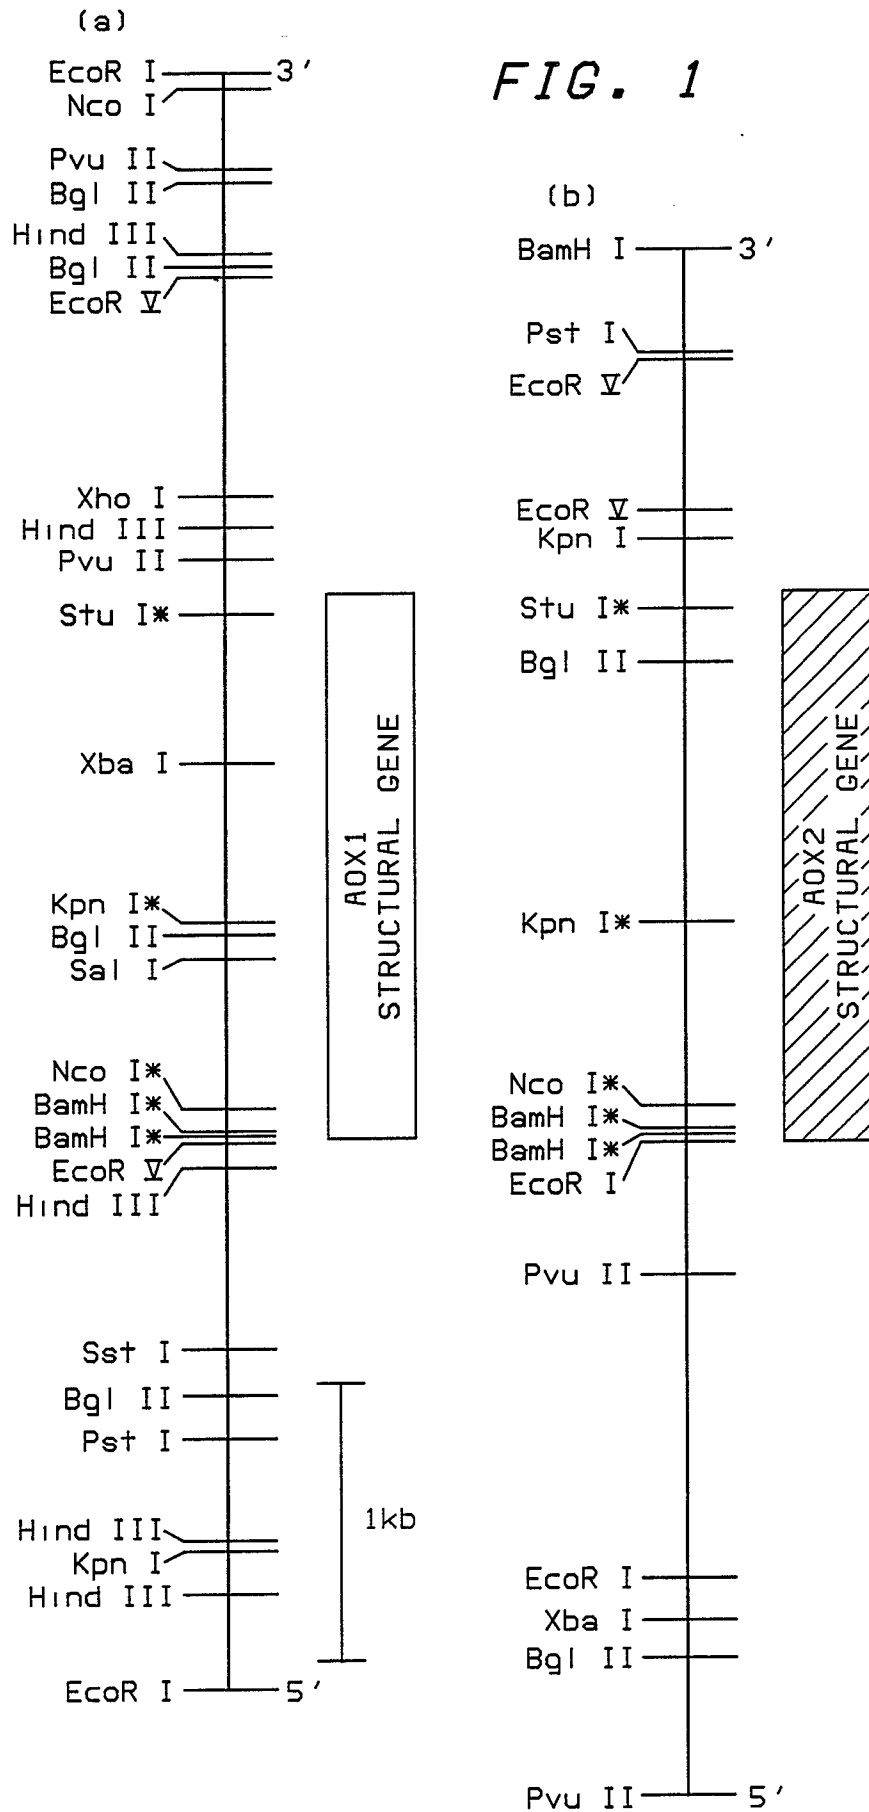 (a)
EcoR I 3'
Nco I
Pvu II
Bgl II
Hind III
Bgl II
EcoR V
Xho I
Hind III
Pvu II
Stu I*
Xba I
Kpn I*
Bgl II
Sal I
Nco I*
BamH I*
BamH I*
EcoR V
Hind III
Sst I
Bgl II
Pst I
Hind III
Kpn I
Hind III
EcoR I 5'
AOX1
STRUCTURAL GENE
1kb
FIG. 1
(b)
BamH I 3'
Pst I
EcoR V
EcoR V
Kpn I
Stu I*
Bgl II
Kpn I*
Nco I*
BamH I*
BamH I*
EcoR I
Pvu II
EcoR I
Xba I
Bgl II
Pvu II 5'
AOX2
STRUCTURAL GENE